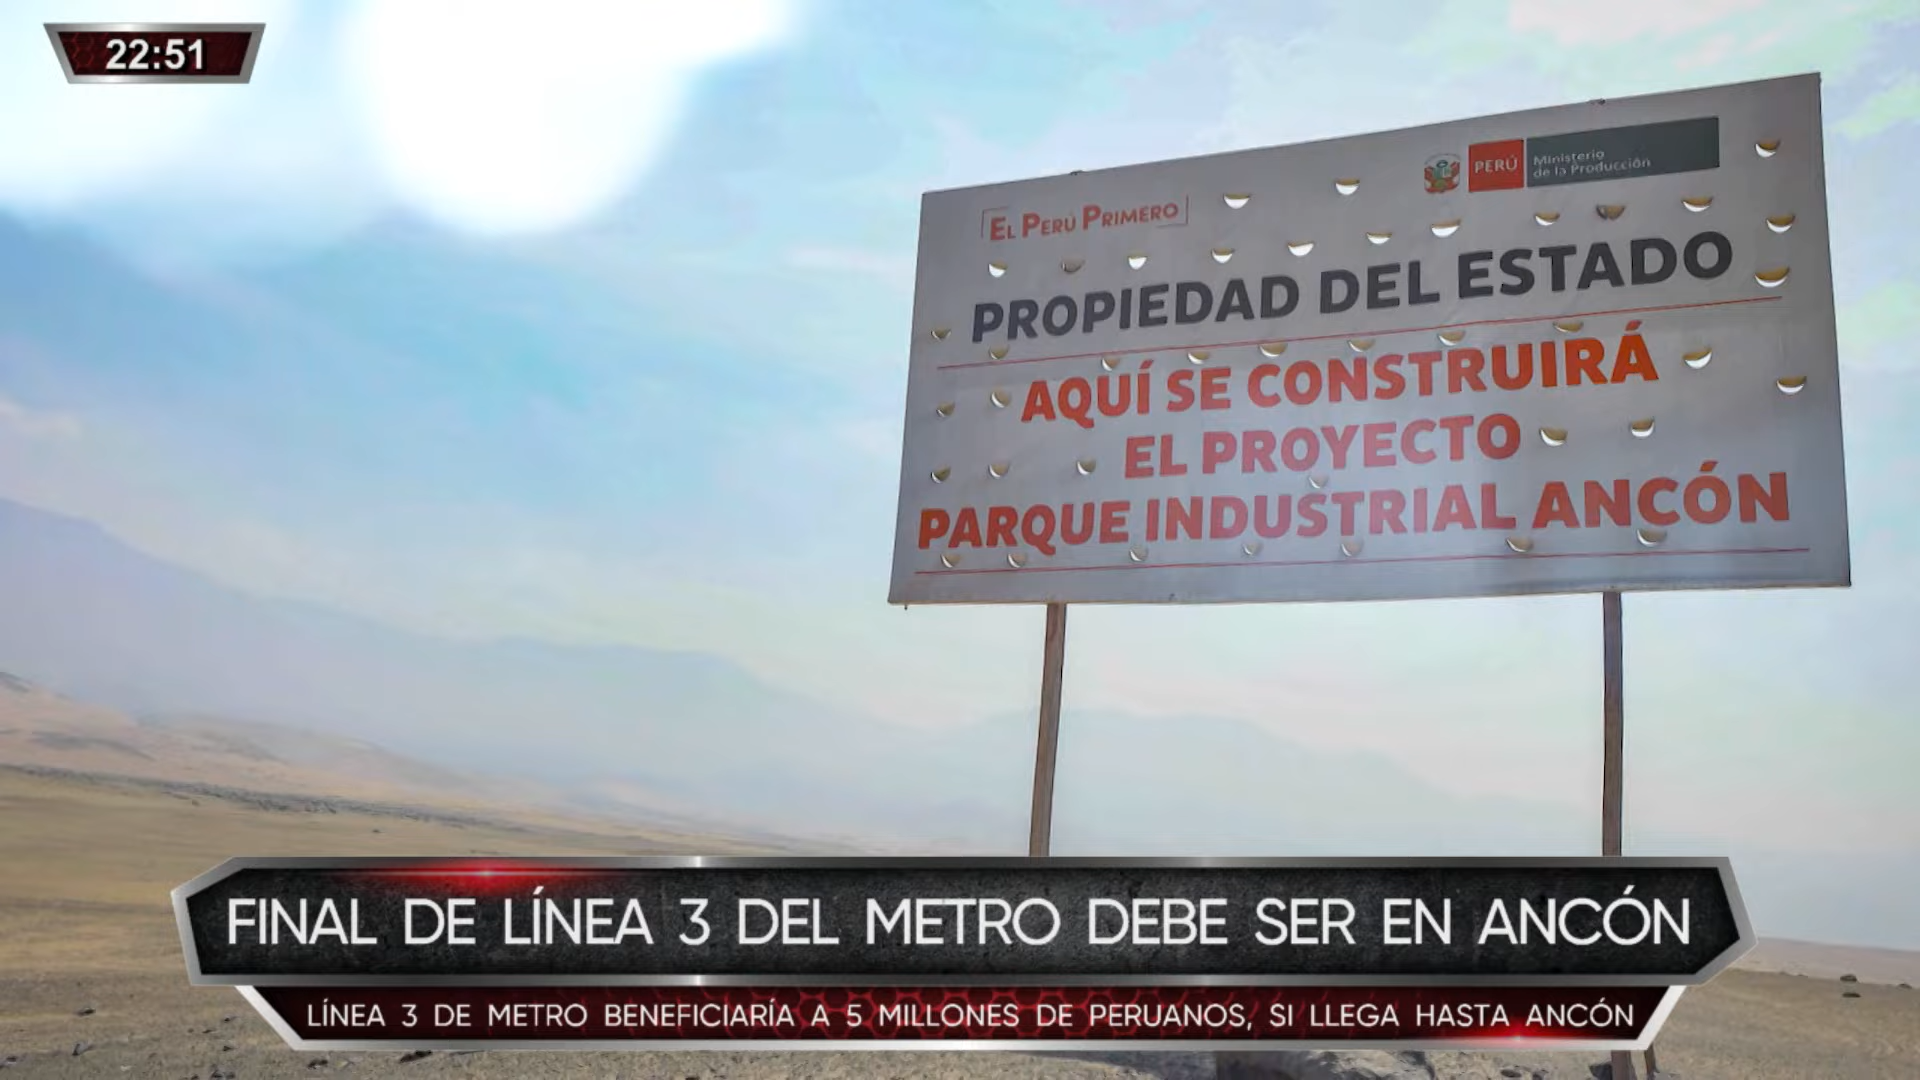 22:51
EL PERÚ PRIMERO
PERÚ
Ministerio
de la Producción
PROPIEDAD DEL ESTADO
AQUÍ SE CONSTRUIRÁ
EL PROYECTO
PARQUE INDUSTRIAL ANCÓN
FINAL DE LÍNEA 3 DEL METRO DEBE SER EN ANCÓN
LÍNEA 3 DE METRO BENEFICIARÍA A 5 MILLONES DE PERUANOS, SI LLEGA HASTA ANCÓN